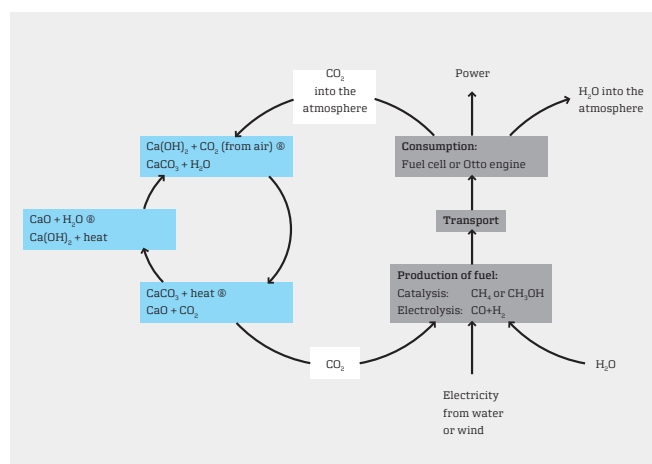 CO₂
into the
atmosphere
Power
H₂O into the
atmosphere
Ca(OH)₂ + CO₂ (from air) ®
CaCO₃ + H₂O
Consumption:
Fuel cell or Otto engine
CaO + H₂O ®
Ca(OH)₂ + heat
Transport
CaCO₃ + heat ®
CaO + CO₂
Production of fuel:
Catalysis: CH₄ or CH₃OH
Electrolysis: CO+H₂
CO₂
H₂O
Electricity
from water
or wind